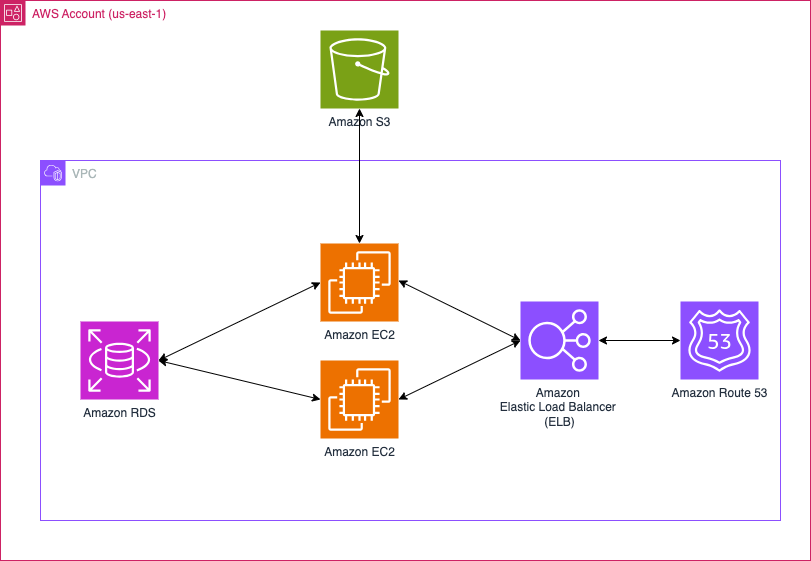 AWS Account (us-east-1)
Amazon S3
VPC
Amazon EC2
53
Amazon RDS
Amazon
Elastic Load Balancer
(ELB)
Amazon Route 53
Amazon EC2